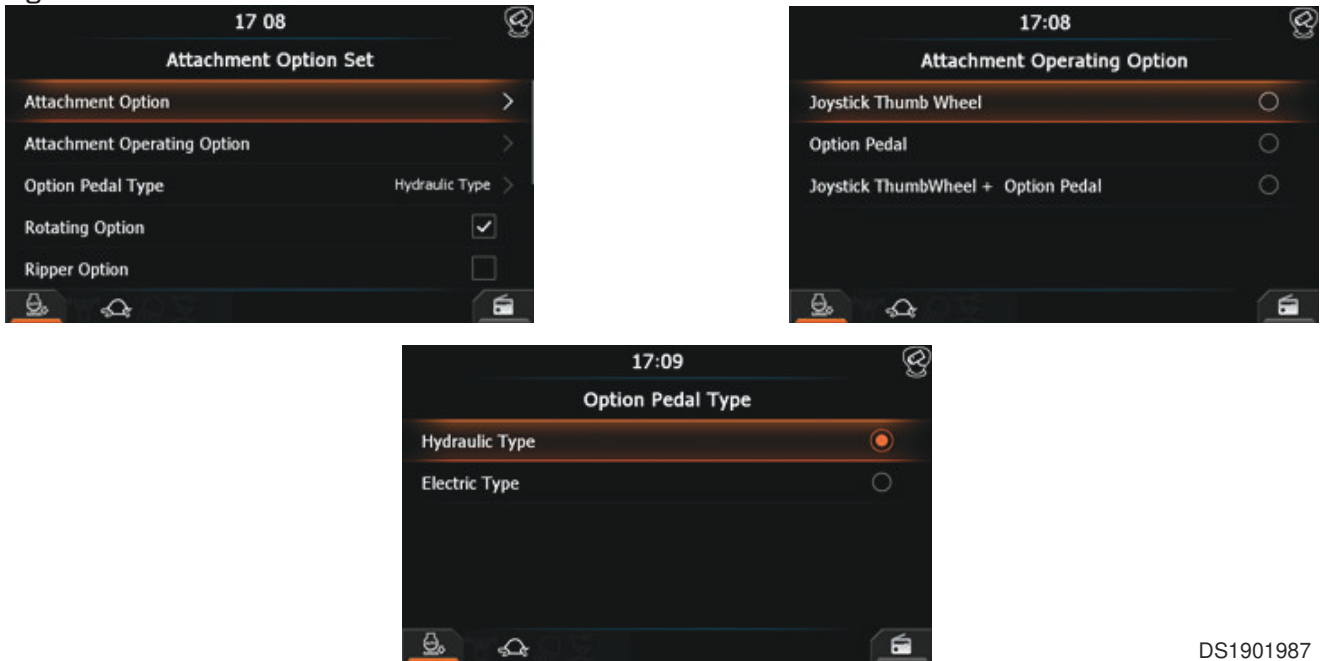 17 08
Attachment Option Set
Attachment Option
Attachment Operating Option
Option Pedal Type Hydraulic Type
Rotating Option
Ripper Option
17:08
Attachment Operating Option
Joystick Thumb Wheel
Option Pedal
Joystick ThumbWheel + Option Pedal
17:09
Option Pedal Type
Hydraulic Type
Electric Type
DS1901987